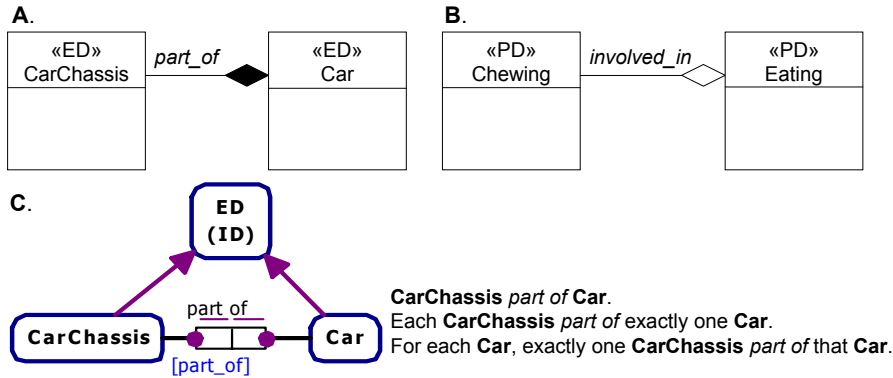 A.
«ED»
CarChassis
part_of
«ED»
Car
B.
«PD»
Chewing
involved_in
«PD»
Eating
C.
ED
(ID)
CarChassis
part of
[part_of]
Car
CarChassis part of Car.
Each CarChassis part of exactly one Car.
For each Car, exactly one CarChassis part of that Car.